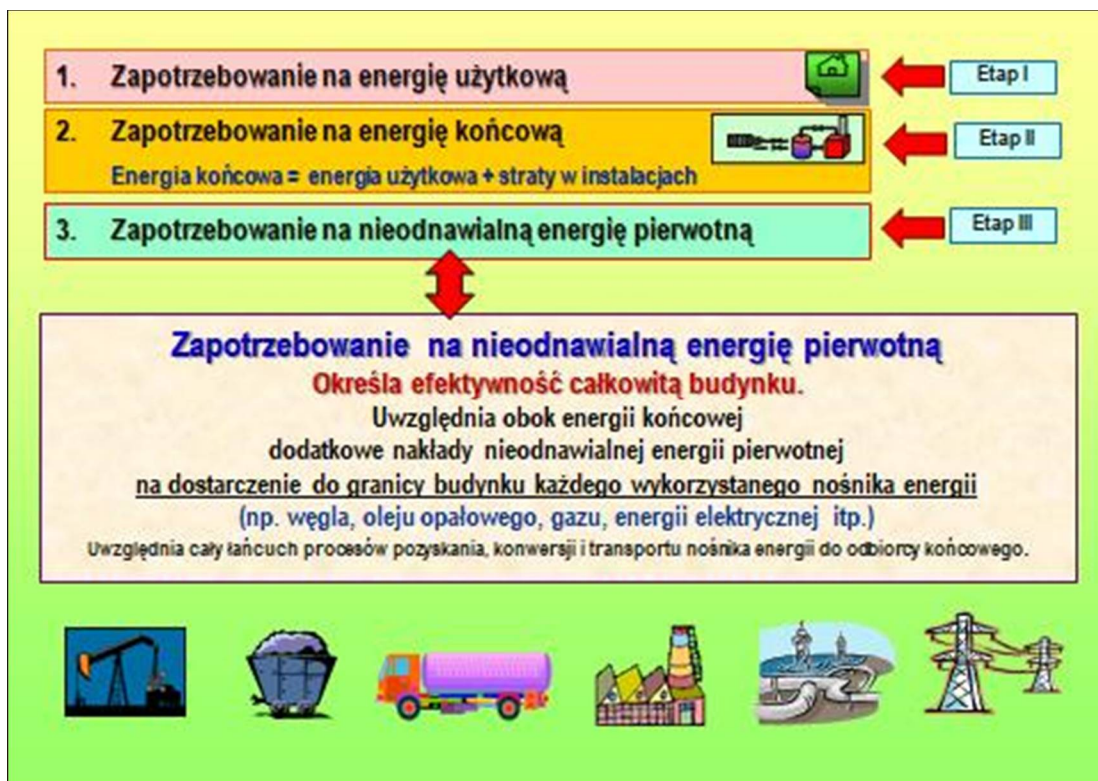 1. Zapotrzebowanie na energię użytkową
Etap I
2. Zapotrzebowanie na energię końcową
Energia końcowa = energia użytkowa + straty w instalacjach
Etap II
3. Zapotrzebowanie na nieodnawialną energię pierwotną
Etap III
Zapotrzebowanie na nieodnawialną energię pierwotną
Określa efektywność całkowitą budynku.
Uwzględnia obok energii końcowej
dodatkowe nakłady nieodnawialnej energii pierwotnej
na dostarczenie do granicy budynku każdego wykorzystanego nośnika energii
(np. węgla, oleju opałowego, gazu, energii elektrycznej itp.)
Uwzględnia cały łańcuch procesów pozyskania, konwersji i transportu nośnika energii do odbiorcy końcowego.